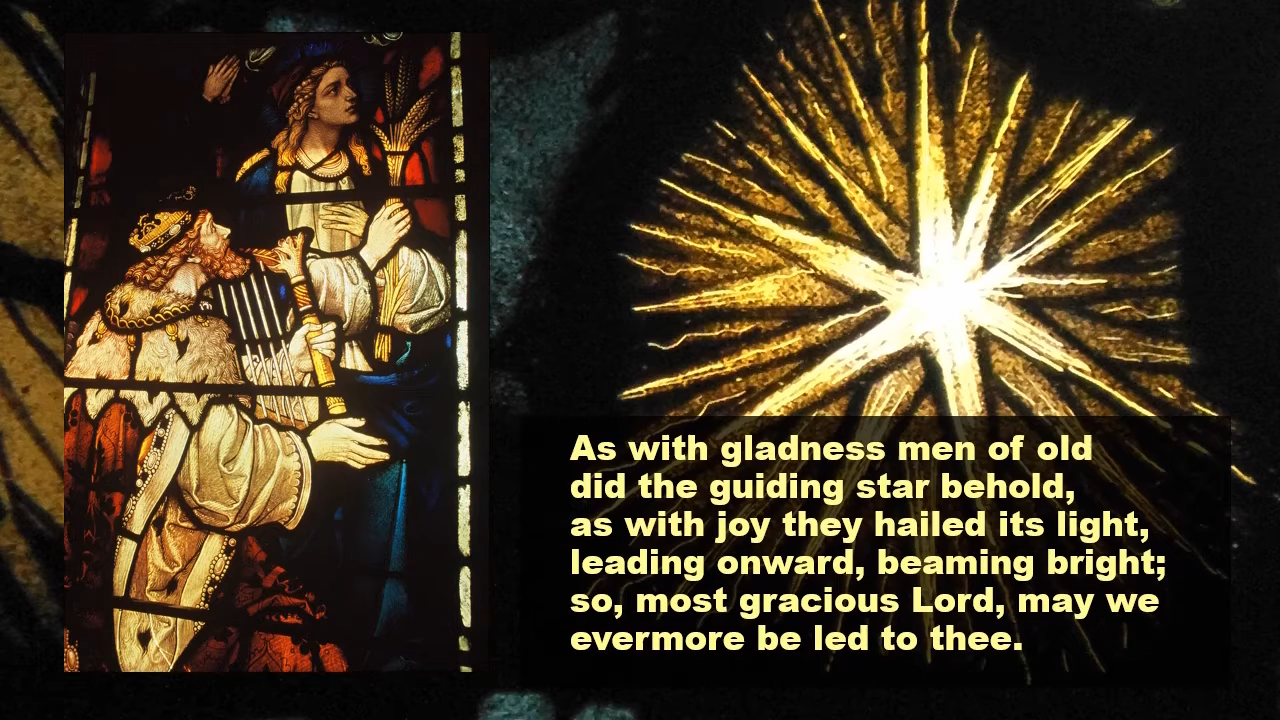 As with gladness men of old
did the guiding star behold,
as with joy they hailed its light,
leading onward, beaming bright;
so, most gracious Lord, may we
evermore be led to thee.